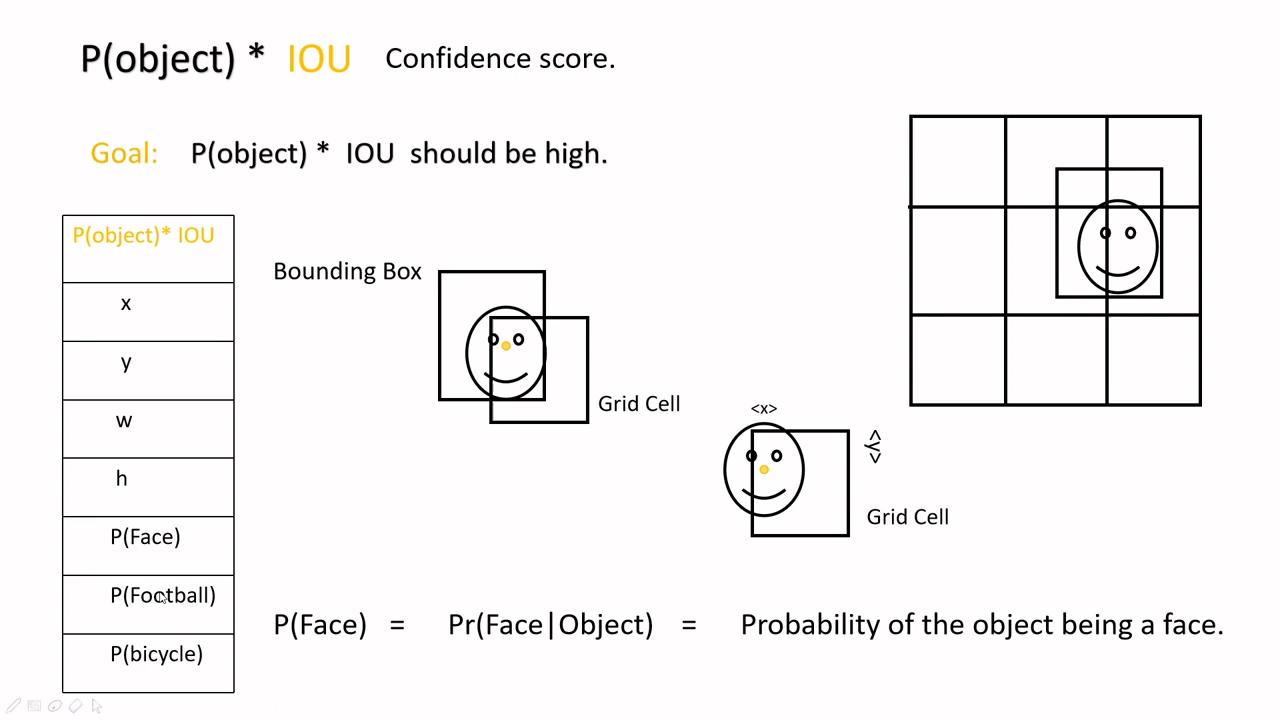 P(object) * IOU Confidence score.
Goal: P(object) * IOU should be high.
P(object)* IOU
x
y
w
h
P(Face)
P(Football)
P(bicycle)
Bounding Box
Grid Cell
<x>
<y>
Grid Cell
P(Face) = Pr(Face|Object) = Probability of the object being a face.